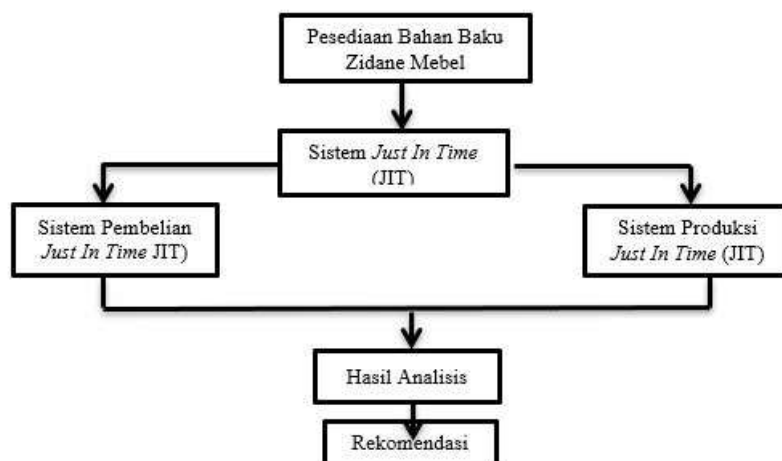 Pesediaan Bahan Baku
Zidane Mebel
Sistem Just In Time
(JIT)
Sistem Pembelian
Just In Time JIT)
Sistem Produksi
Just In Time (JIT)
Hasil Analisis
Rekomendasi